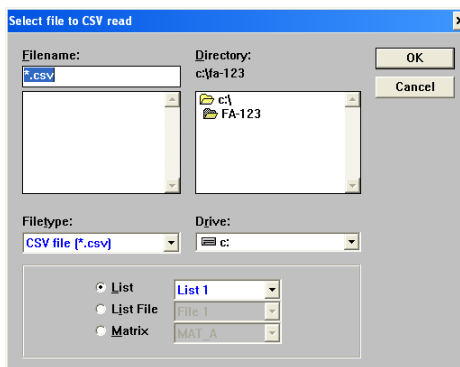 Select file to CSV read
Filename:
*.csv
Directory:
c:\fa-123
c:\
FA-123
OK
Cancel
Filetype:
CSV file (*.csv)
Drive:
c:
List
List 1
List File
File 1
Matrix
MAT_A